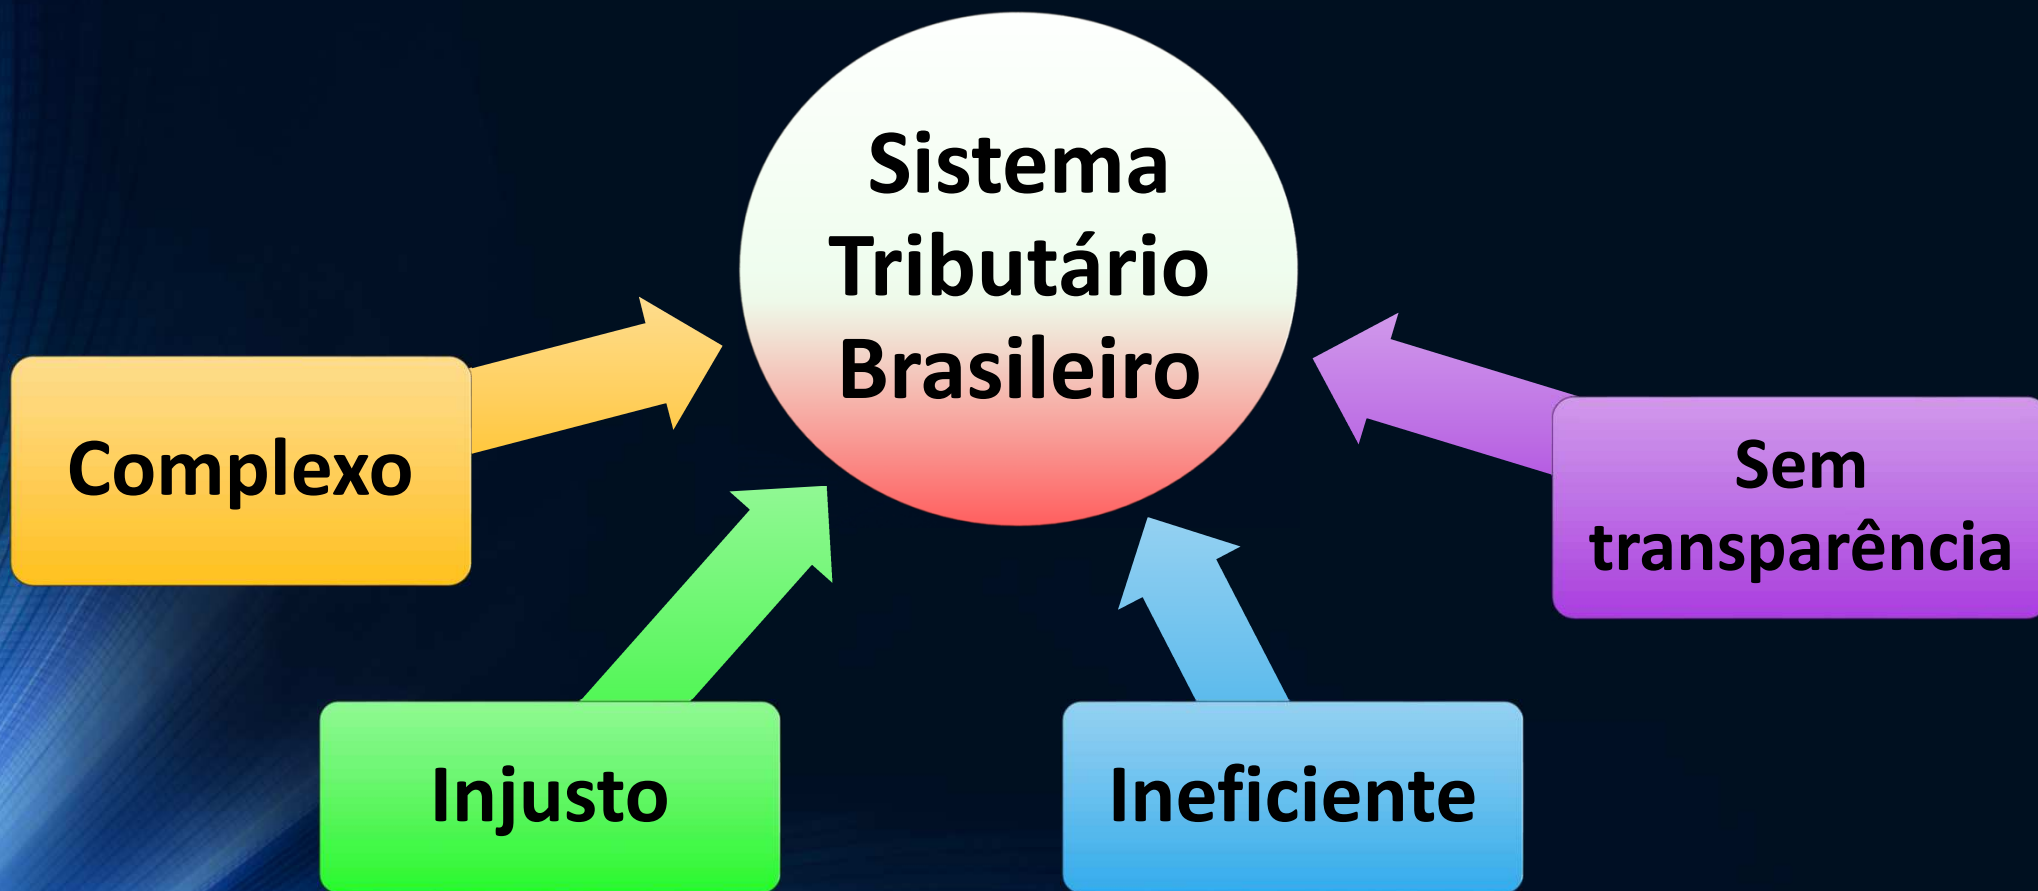 Sistema
Tributário
Brasileiro
Complexo
Sem
transparência
Injusto
Ineficiente